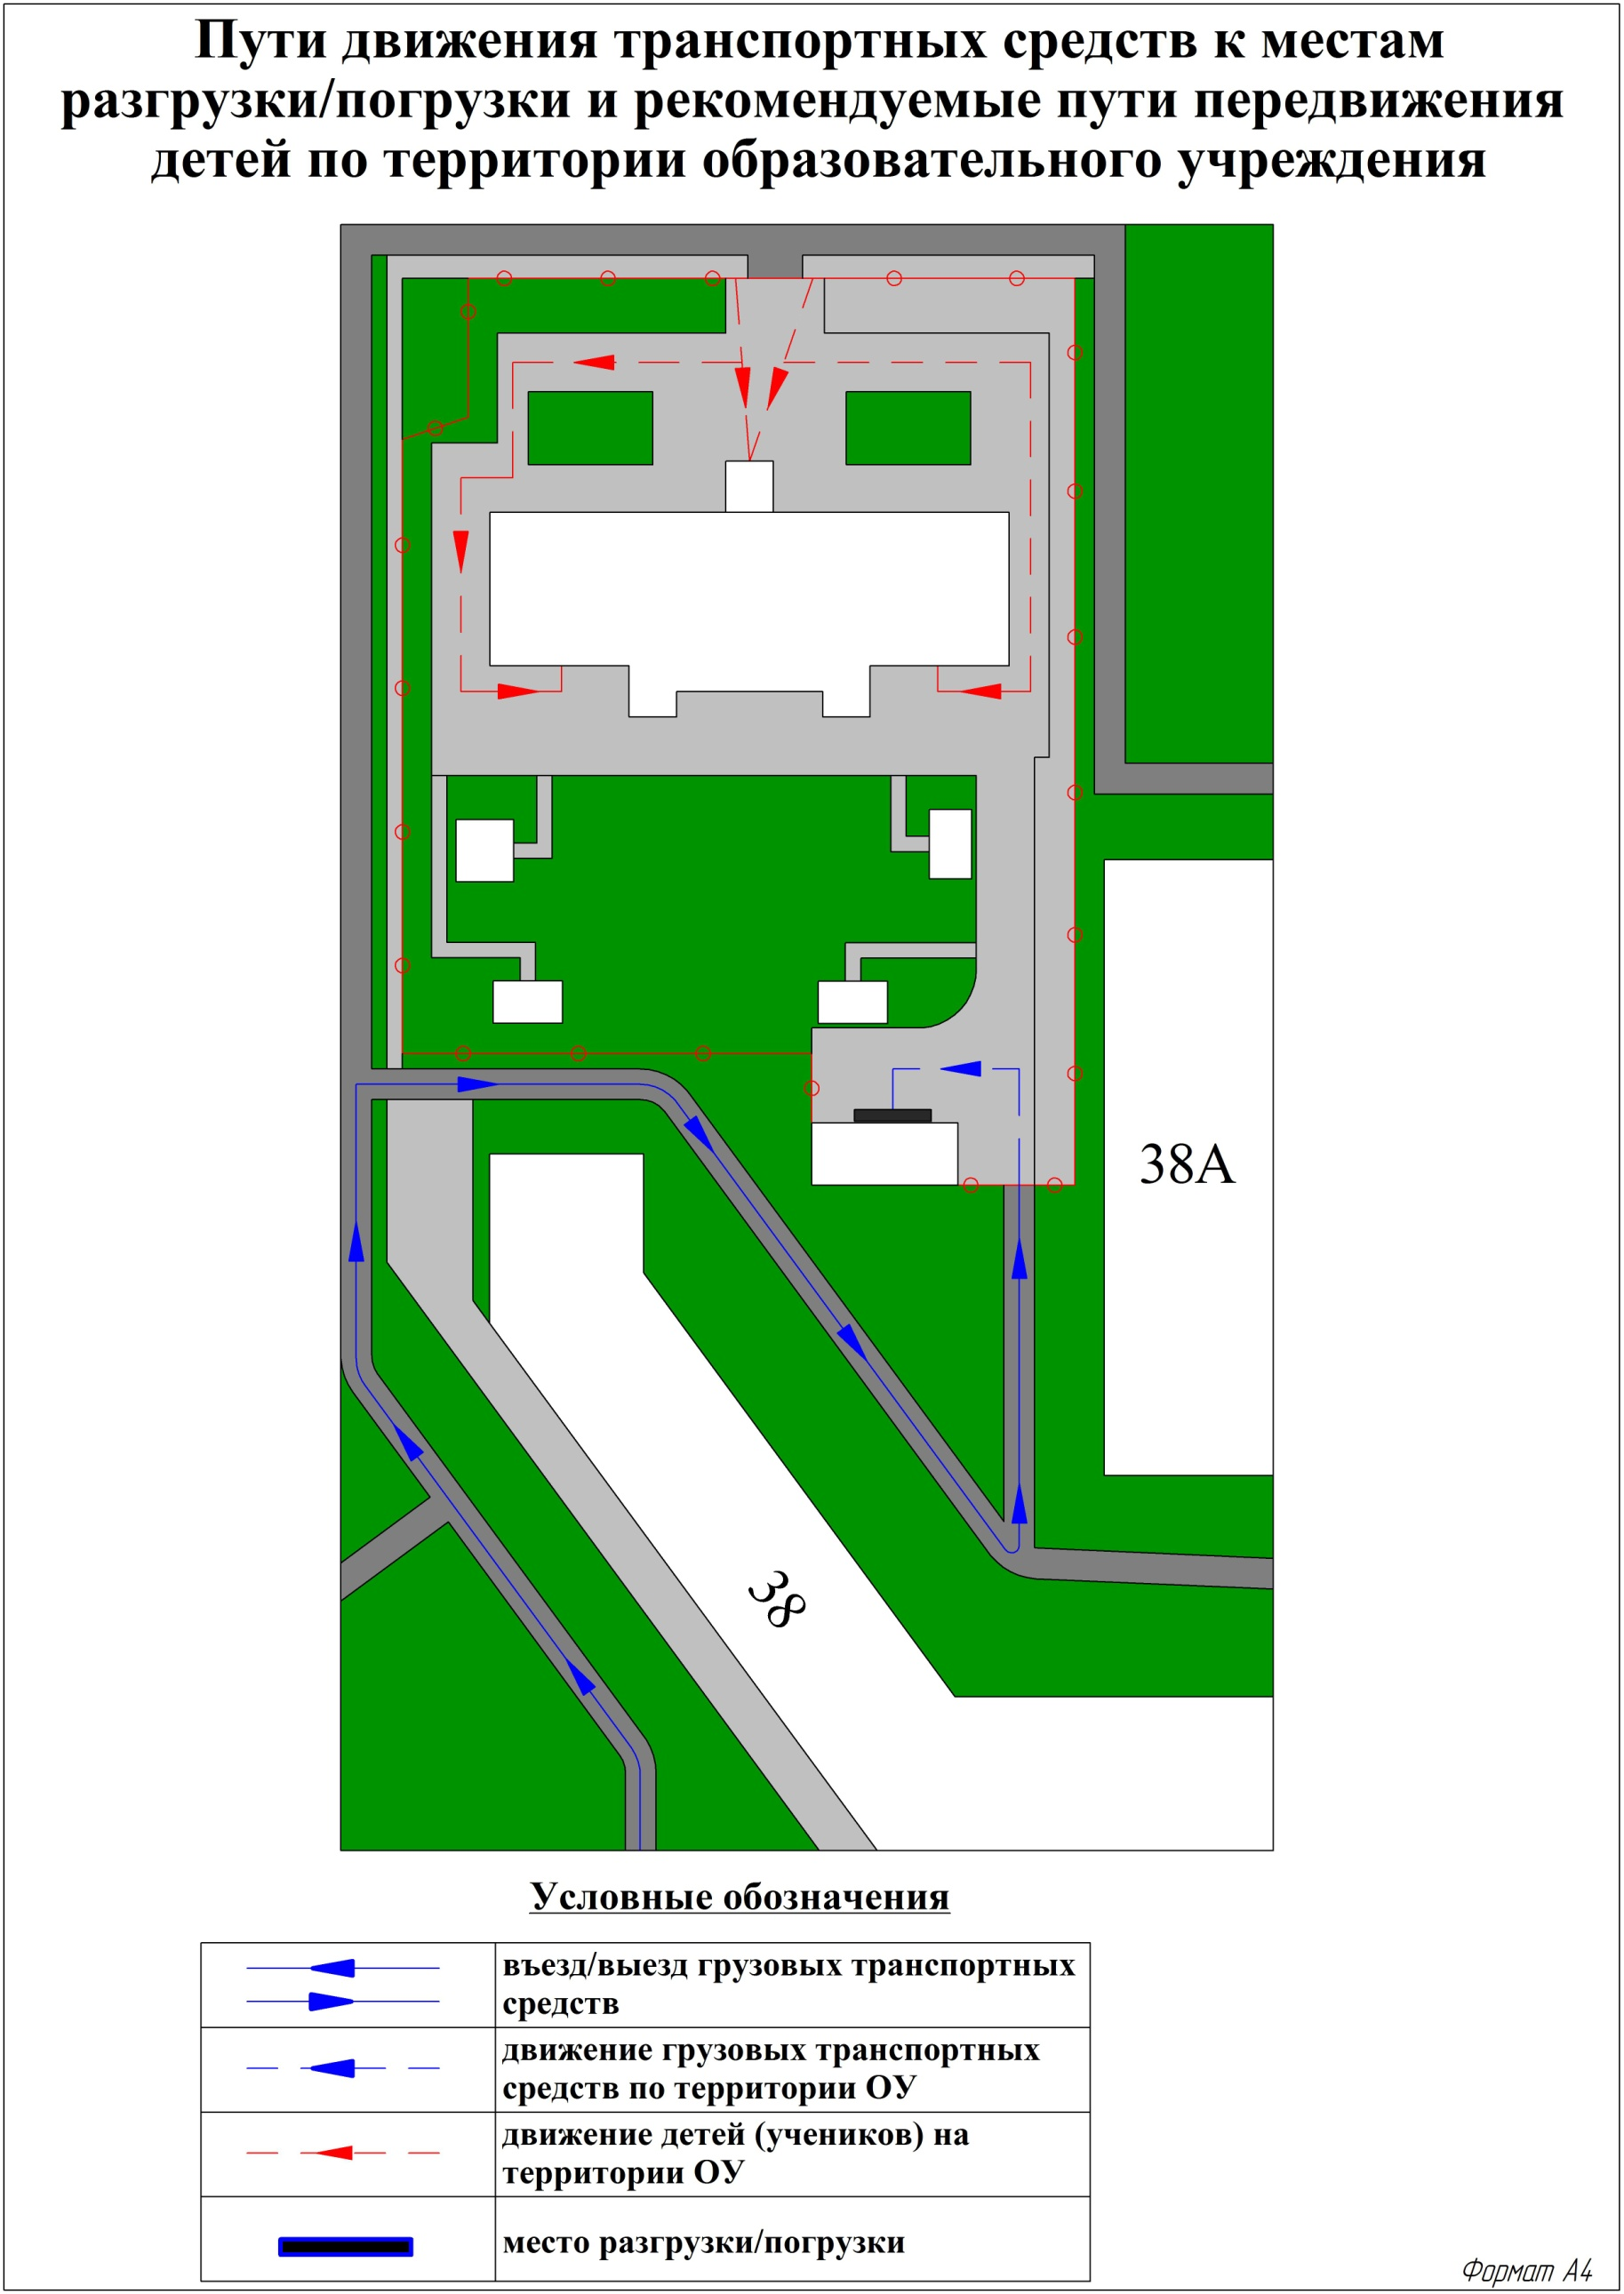 Пути движения транспортных средств к местам
разгрузки/погрузки и рекомендуемые пути передвижения
детей по территории образовательного учреждения
38А
38
Условные обозначения
въезд/выезд грузовых транспортных
средств
движение грузовых транспортных
средств по территории ОУ
движение детей (учеников) на
территории ОУ
место разгрузки/погрузки
Формат А4